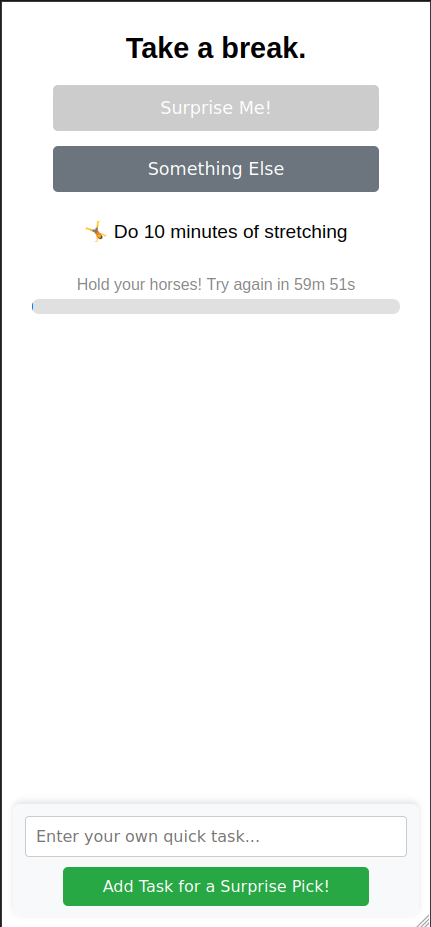 Take a break.
Surprise Me!
Something Else
🤸 Do 10 minutes of stretching
Hold your horses! Try again in 59m 51s
Enter your own quick task...
Add Task for a Surprise Pick!